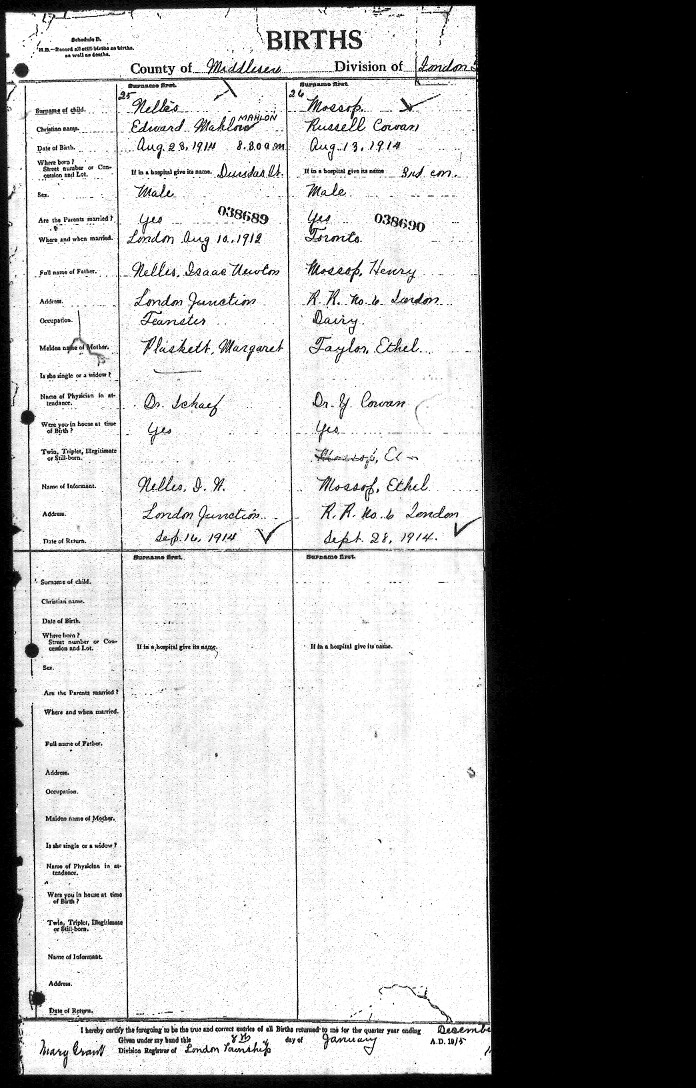 Schedule B.
N.B.—Record all still births as births, as well as deaths.
BIRTHS
County of Middlesex Division of London
Surname first. Surname first.
25 26
Surname of child. Nelles Mossop
MAHLON
Christian name. Edward Mahlon Russell Cowan
Date of Birth. Aug 28, 1914 8.30 a m Aug 13, 1914
Where born? Street number or Concession and Lot. If in a hospital give its name. Dundas St. If in a hospital give its name 3rd con.
Sex. Male Male
Are the Parents married? Yes 038689 Yes 038690
Where and when married. London Aug 10, 1912 Toronto
Full name of Father. Nelles, Isaac Newton Mossop, Henry
Address. London Junction R. R. No. 6 London
Occupation. Teamster Dairy
Maiden name of Mother. Pluskett, Margaret Taylor, Ethel
Is she single or a widow?
Name of Physician in attendance. Dr. Schaef Dr. Y Cowan
Were you in house at time of Birth? Yes Yes
Twin, Triplet, Illegitimate or Still-born. Mossop, E
Name of Informant. Nelles, I. N. Mossop, Ethel
Address. London Junction R. R. No. 6 London
Date of Return. Sep. 16, 1914 Sept. 28, 1914.
Surname first. Surname first.
Surname of child.
Christian name.
Date of Birth.
Where born? Street number or Concession and Lot. If in a hospital give its name. If in a hospital give its name.
Sex.
Are the Parents married?
Where and when married.
Full name of Father.
Address.
Occupation.
Maiden name of Mother.
Is she single or a widow?
Name of Physician in attendance.
Were you in house at time of Birth?
Twin, Triplet, Illegitimate or Still-born.
Name of Informant.
Address.
Date of Return.
I hereby certify the foregoing to be the true and correct entries of all Births returned to me for the quarter year ending Decembe
Given under my hand this 8th day of January A.D. 1915
Mary Grant Division Registrar of London Township